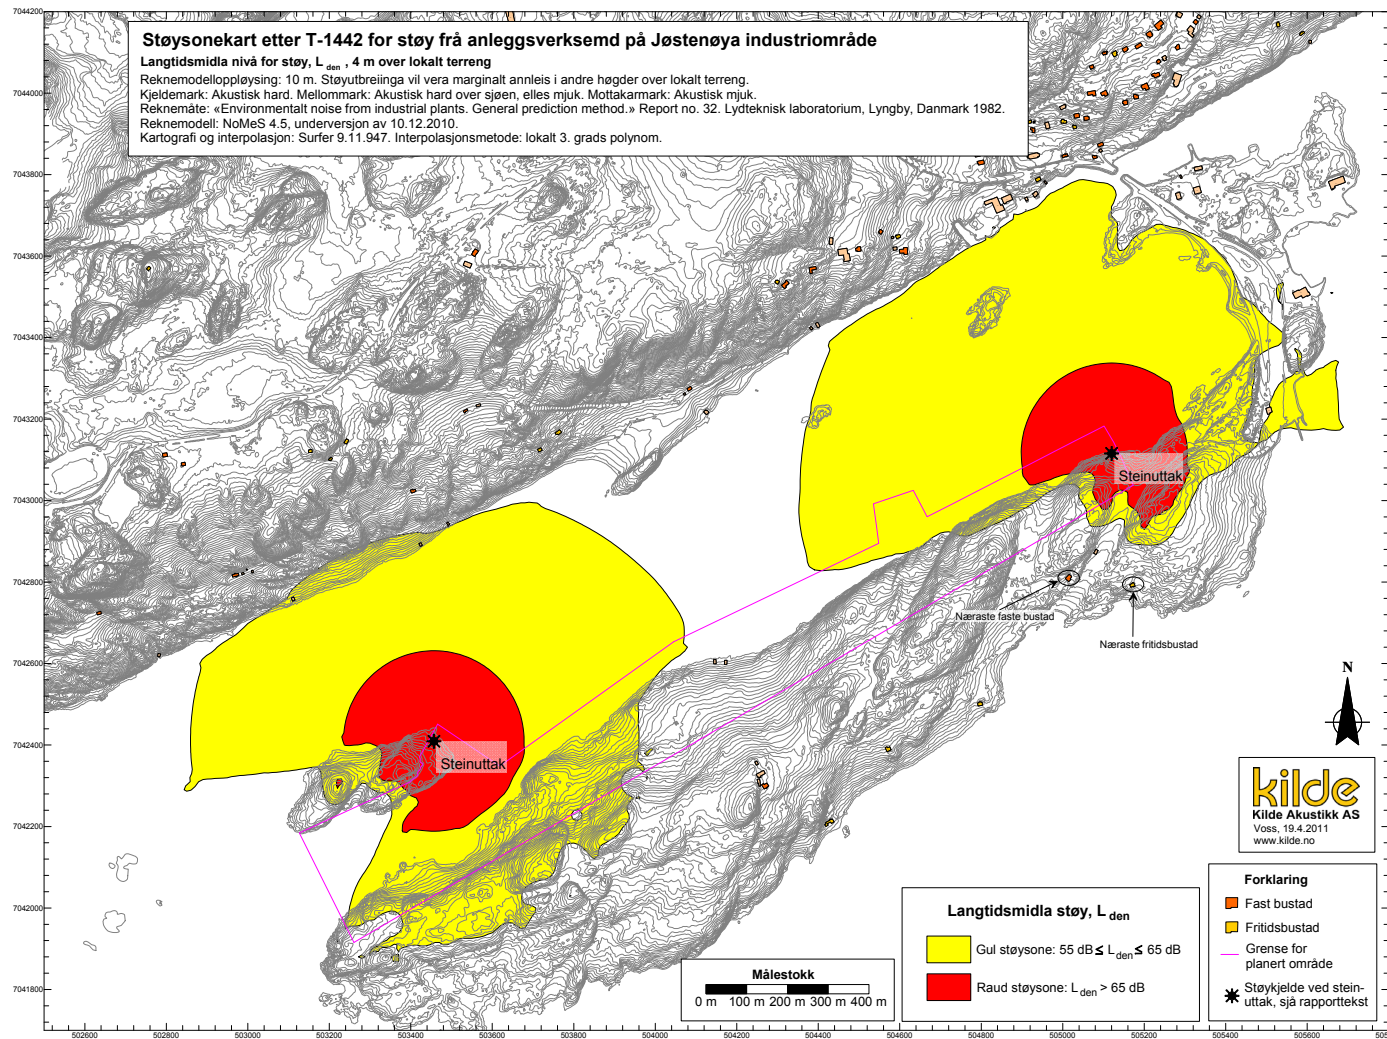 Støysonekart etter T-1442 for støy frå anleggsverksemd på Jøstenøya industriområde
Langtidsmidla nivå for støy, L den , 4 m over lokalt terreng
Reknemodelloppløysing: 10 m. Støyutbreiinga vil vera marginalt annleis i andre høgder over lokalt terreng.
Kjeldemark: Akustisk hard. Mellommark: Akustisk hard over sjøen, elles mjuk. Mottakarmark: Akustisk mjuk.
Reknemåte: «Environmentalt noise from industrial plants. General prediction method.» Report no. 32. Lydteknisk laboratorium, Lyngby, Danmark 1982.
Reknemodell: NoMeS 4.5, underversjon av 10.12.2010.
Kartografi og interpolasjon: Surfer 9.11.947. Interpolasjonsmetode: lokalt 3. grads polynom.
7044200
7044000
7043800
7043600
7043400
7043200
7043000
7042800
7042600
7042400
7042200
7042000
7041800
Steinuttak
Steinuttak
Næraste faste bustad
Næraste fritidsbustad
N
kilde
Kilde Akustikk AS
Voss, 19.4.2011
www.kilde.no
Målestokk
0 m 100 m 200 m 300 m 400 m
Langtidsmidla støy, L den
Gul støysone: 55 dB ≤ L den ≤ 65 dB
Raud støysone: L den > 65 dB
Forklaring
Fast bustad
Fritidsbustad
Grense for
planert område
Støykjelde ved stein-
uttak, sjå rapporttekst
502600 502800 503000 503200 503400 503600 503800 504000 504200 504400 504600 504800 505000 505200 505400 505600